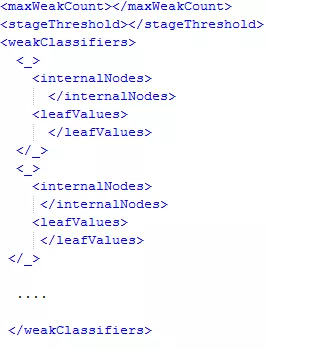 <maxWeakCount></maxWeakCount>
<stageThreshold></stageThreshold>
<weakClassifiers>
<_>
<internalNodes>
</internalNodes>
<leafValues>
</leafValues>
</_>
<_>
<internalNodes>
</internalNodes>
<leafValues>
</leafValues>
</_>
....
</weakClassifiers>